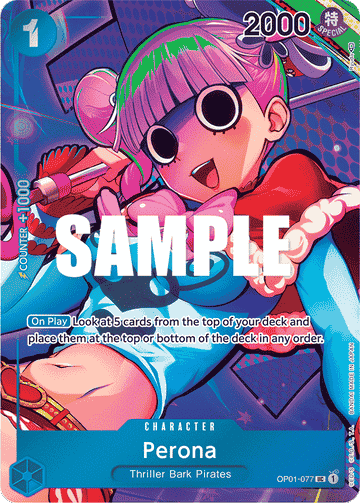 1
2000
特
SPECIAL
COUNTER +1000
SAMPLE
On Play Look at 5 cards from the top of your deck and
place them at the top or bottom of the deck in any order.
CHARACTER
Perona
Thriller Bark Pirates
OP01-077 UC 1